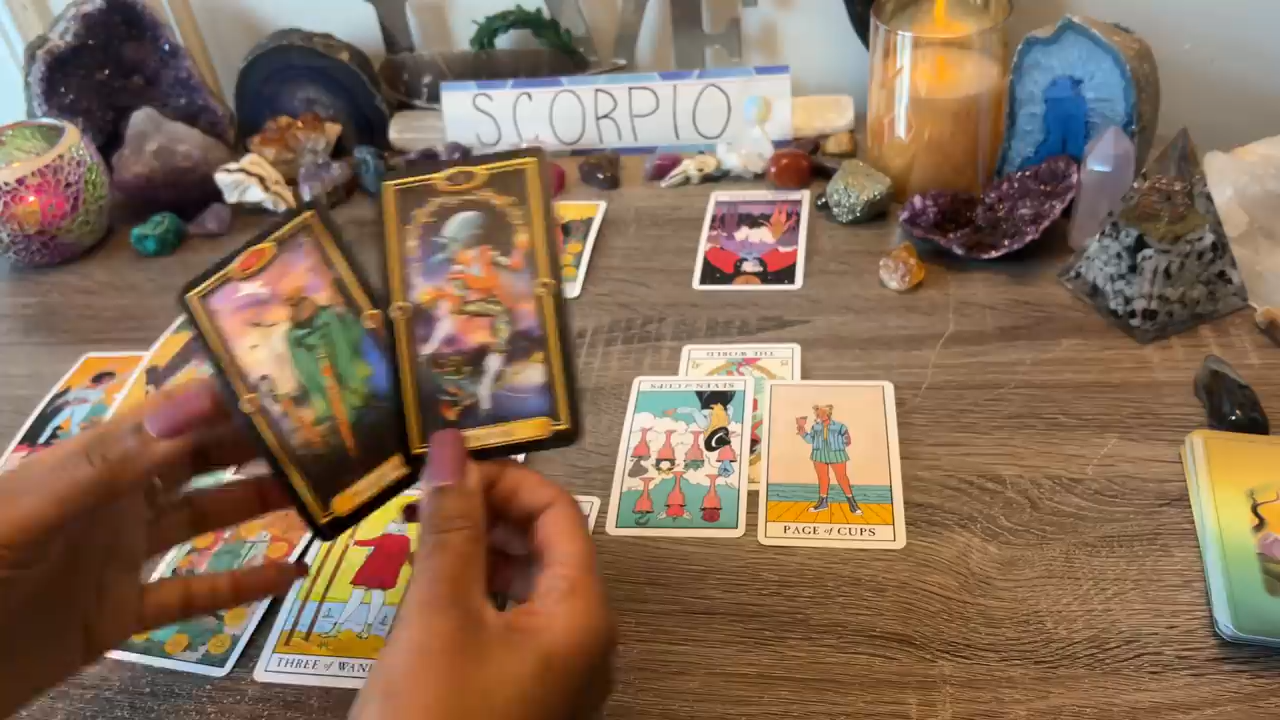 SCORPIO
THE WORLD
SEVEN of CUPS
PAGE of CUPS
THREE of WAN